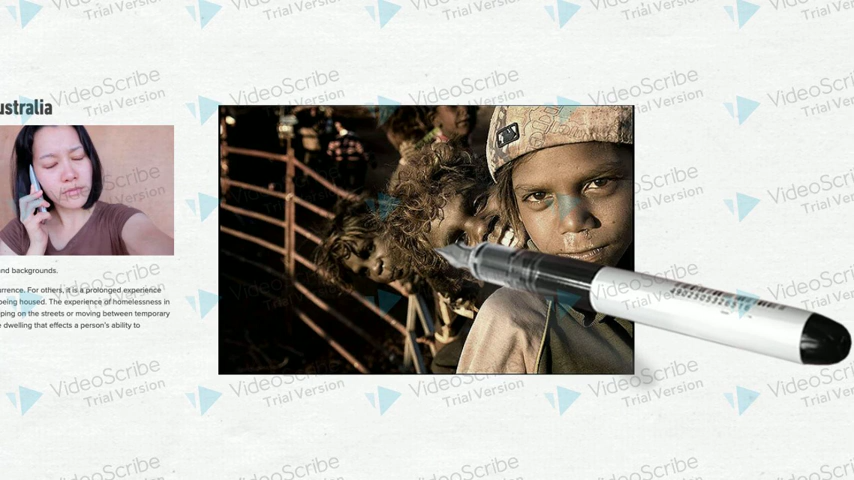 ustralia
nd backgrounds.
urrence. For others, it is a prolonged experience
being housed. The experience of homelessness in
ping on the streets or moving between temporary
e dwelling that effects a person's ability to
VideoScribe
Trial Version